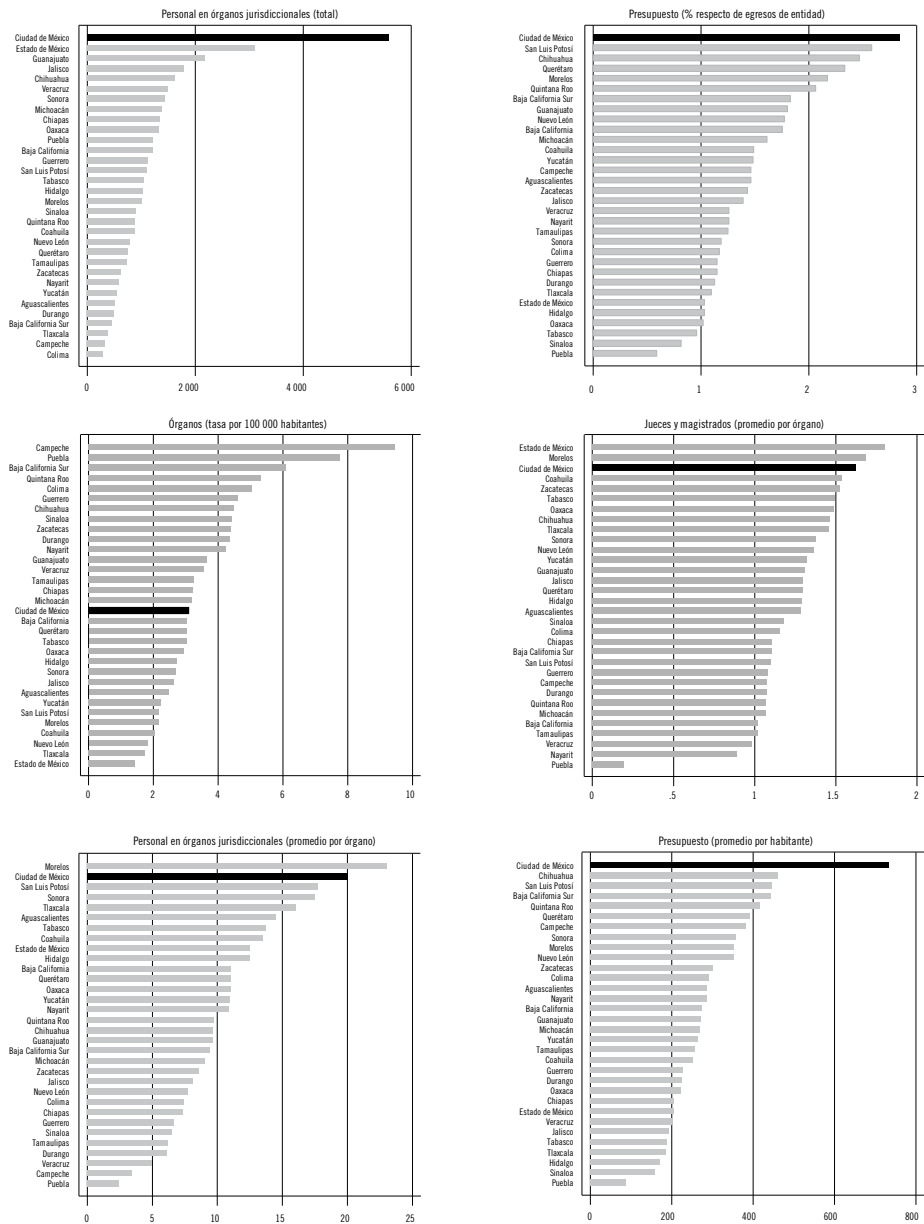 Personal en órganos jurisdiccionales (total)
Ciudad de México
Estado de México
Guanajuato
Jalisco
Chihuahua
Veracruz
Sonora
Michoacán
Chiapas
Oaxaca
Puebla
Baja California
Guerrero
San Luis Potosí
Tabasco
Hidalgo
Morelos
Sinaloa
Quintana Roo
Coahuila
Nuevo León
Querétaro
Tamaulipas
Zacatecas
Nayarit
Yucatán
Aguascalientes
Durango
Baja California Sur
Tlaxcala
Campeche
Colima
0 2 000 4 000 6 000
Presupuesto (% respecto de egresos de entidad)
Ciudad de México
San Luis Potosí
Chihuahua
Querétaro
Morelos
Quintana Roo
Baja California Sur
Guanajuato
Nuevo León
Baja California
Michoacán
Coahuila
Yucatán
Campeche
Aguascalientes
Zacatecas
Jalisco
Veracruz
Nayarit
Tamaulipas
Sonora
Colima
Guerrero
Chiapas
Durango
Tlaxcala
Estado de México
Hidalgo
Oaxaca
Tabasco
Sinaloa
Puebla
0 1 2 3
Órganos (tasa por 100 000 habitantes)
Campeche
Puebla
Baja California Sur
Quintana Roo
Colima
Guerrero
Chihuahua
Sinaloa
Zacatecas
Durango
Nayarit
Guanajuato
Veracruz
Tamaulipas
Chiapas
Michoacán
Ciudad de México
Baja California
Querétaro
Tabasco
Oaxaca
Hidalgo
Sonora
Jalisco
Aguascalientes
Yucatán
San Luis Potosí
Morelos
Coahuila
Nuevo León
Tlaxcala
Estado de México
0 2 4 6 8 10
Jueces y magistrados (promedio por órgano)
Estado de México
Morelos
Ciudad de México
Coahuila
Zacatecas
Tabasco
Oaxaca
Chihuahua
Tlaxcala
Sonora
Nuevo León
Yucatán
Guanajuato
Jalisco
Querétaro
Hidalgo
Aguascalientes
Sinaloa
Colima
Chiapas
Baja California Sur
San Luis Potosí
Guerrero
Campeche
Durango
Quintana Roo
Michoacán
Baja California
Tamaulipas
Veracruz
Nayarit
Puebla
0 .5 1 1.5 2
Personal en órganos jurisdiccionales (promedio por órgano)
Morelos
Ciudad de México
San Luis Potosí
Sonora
Tlaxcala
Aguascalientes
Tabasco
Coahuila
Estado de México
Hidalgo
Baja California
Querétaro
Oaxaca
Yucatán
Nayarit
Quintana Roo
Chihuahua
Guanajuato
Baja California Sur
Michoacán
Zacatecas
Jalisco
Nuevo León
Colima
Chiapas
Guerrero
Sinaloa
Tamaulipas
Durango
Veracruz
Campeche
Puebla
0 5 10 15 20 25
Presupuesto (promedio por habitante)
Ciudad de México
Chihuahua
San Luis Potosí
Baja California Sur
Quintana Roo
Querétaro
Campeche
Sonora
Morelos
Nuevo León
Zacatecas
Colima
Aguascalientes
Nayarit
Baja California
Guanajuato
Michoacán
Yucatán
Tamaulipas
Coahuila
Guerrero
Durango
Oaxaca
Chiapas
Estado de México
Veracruz
Jalisco
Tabasco
Tlaxcala
Hidalgo
Sinaloa
Puebla
0 200 400 600 800